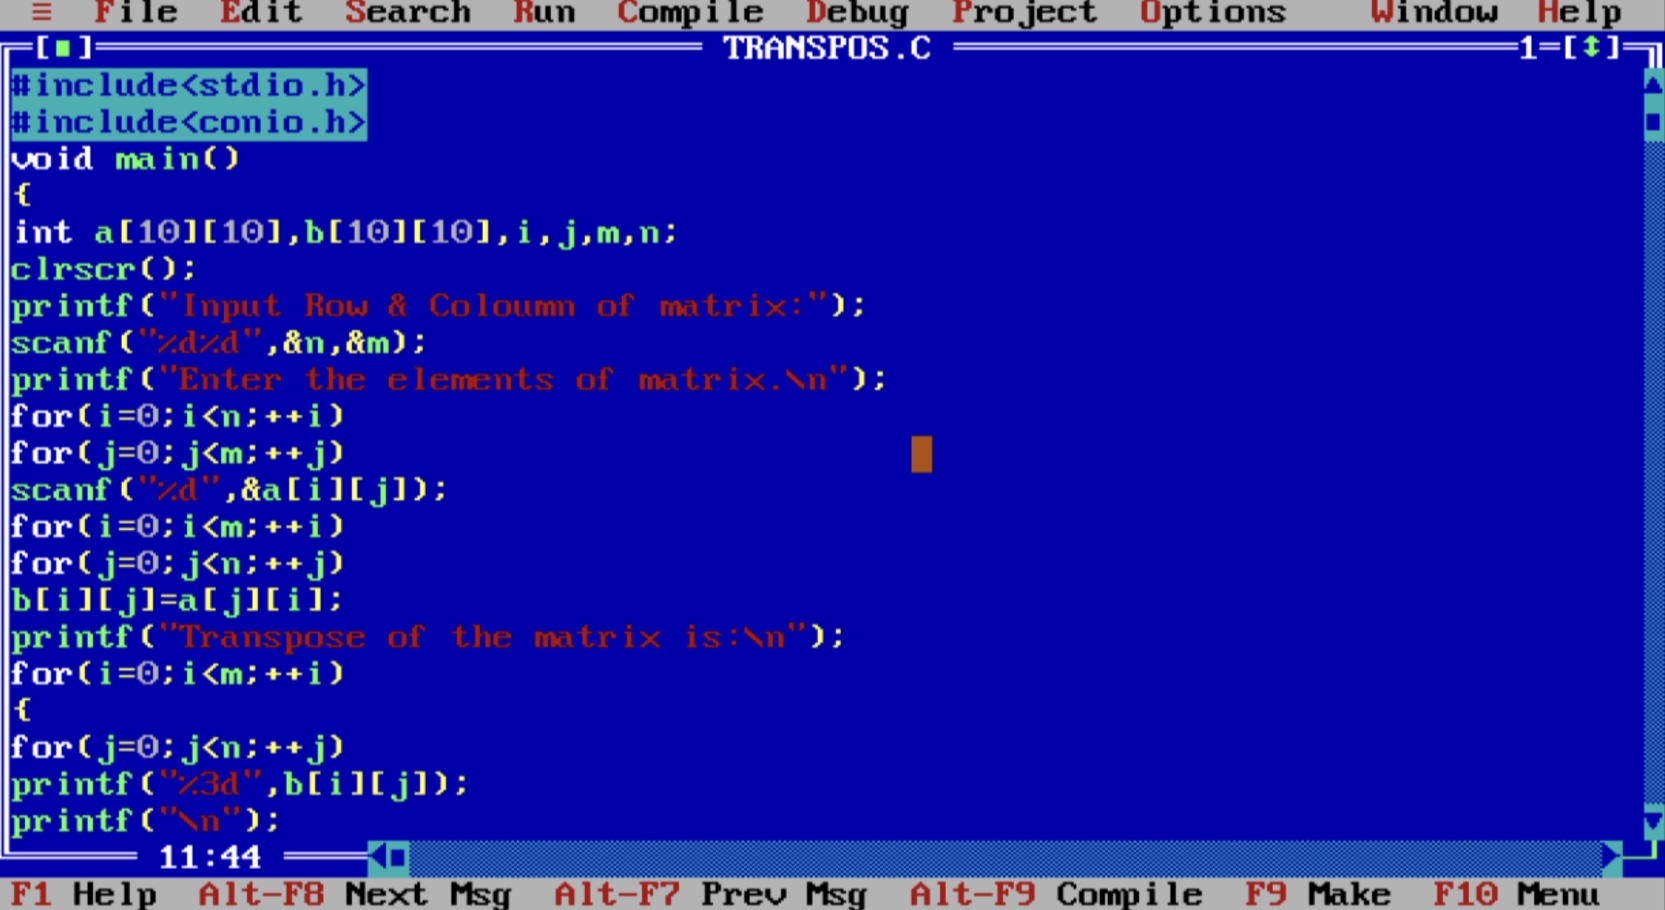 ≡ File Edit Search Run Compile Debug Project Options Window Help
[■] TRANSPOS.C 1=[↕]
#include<stdio.h>
#include<conio.h>
void main()
{
int a[10][10],b[10][10],i,j,m,n;
clrscr();
printf("Input Row & Coloumn of matrix:");
scanf("%d%d",&n,&m);
printf("Enter the elements of matrix.\n");
for(i=0;i<n;++i)
for(j=0;j<m;++j)
scanf("%d",&a[i][j]);
for(i=0;i<m;++i)
for(j=0;j<n;++j)
b[i][j]=a[j][i];
printf("Transpose of the matrix is:\n");
for(i=0;i<m;++i)
{
for(j=0;j<n;++j)
printf("%3d",b[i][j]);
printf("\n");
11:44
F1 Help Alt-F8 Next Msg Alt-F7 Prev Msg Alt-F9 Compile F9 Make F10 Menu